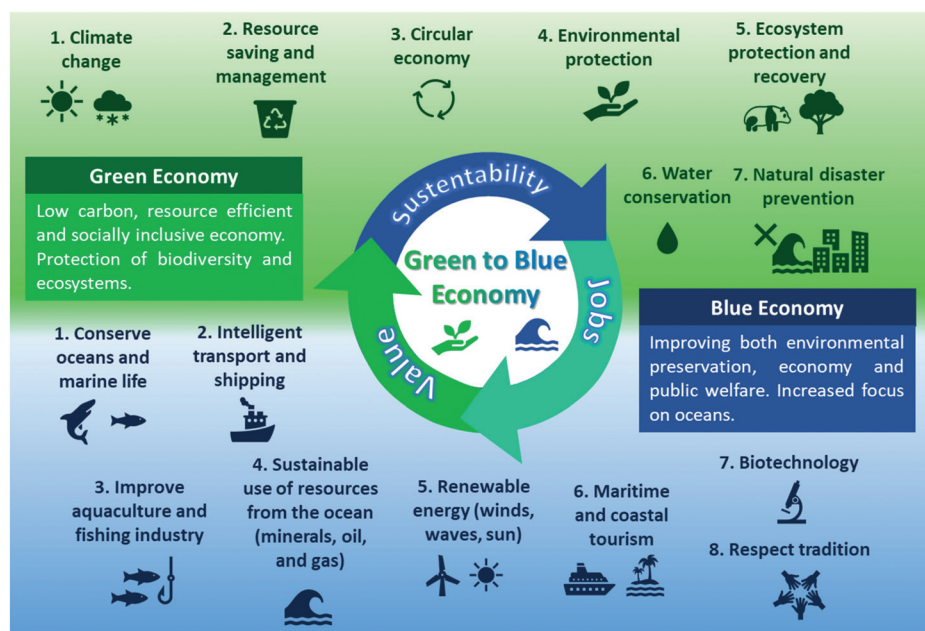 1. Climate
change
2. Resource
saving and
management
3. Circular
economy
4. Environmental
protection
5. Ecosystem
protection and
recovery
6. Water
conservation
7. Natural disaster
prevention
Green Economy
Low carbon, resource efficient
and socially inclusive economy.
Protection of biodiversity and
ecosystems.
Sustentability
Jobs
Value
Green to Blue
Economy
Blue Economy
Improving both environmental
preservation, economy and
public welfare. Increased focus
on oceans.
1. Conserve
oceans and
marine life
2. Intelligent
transport and
shipping
3. Improve
aquaculture and
fishing industry
4. Sustainable
use of resources
from the ocean
(minerals, oil,
and gas)
5. Renewable
energy (winds,
waves, sun)
6. Maritime
and coastal
tourism
7. Biotechnology
8. Respect tradition